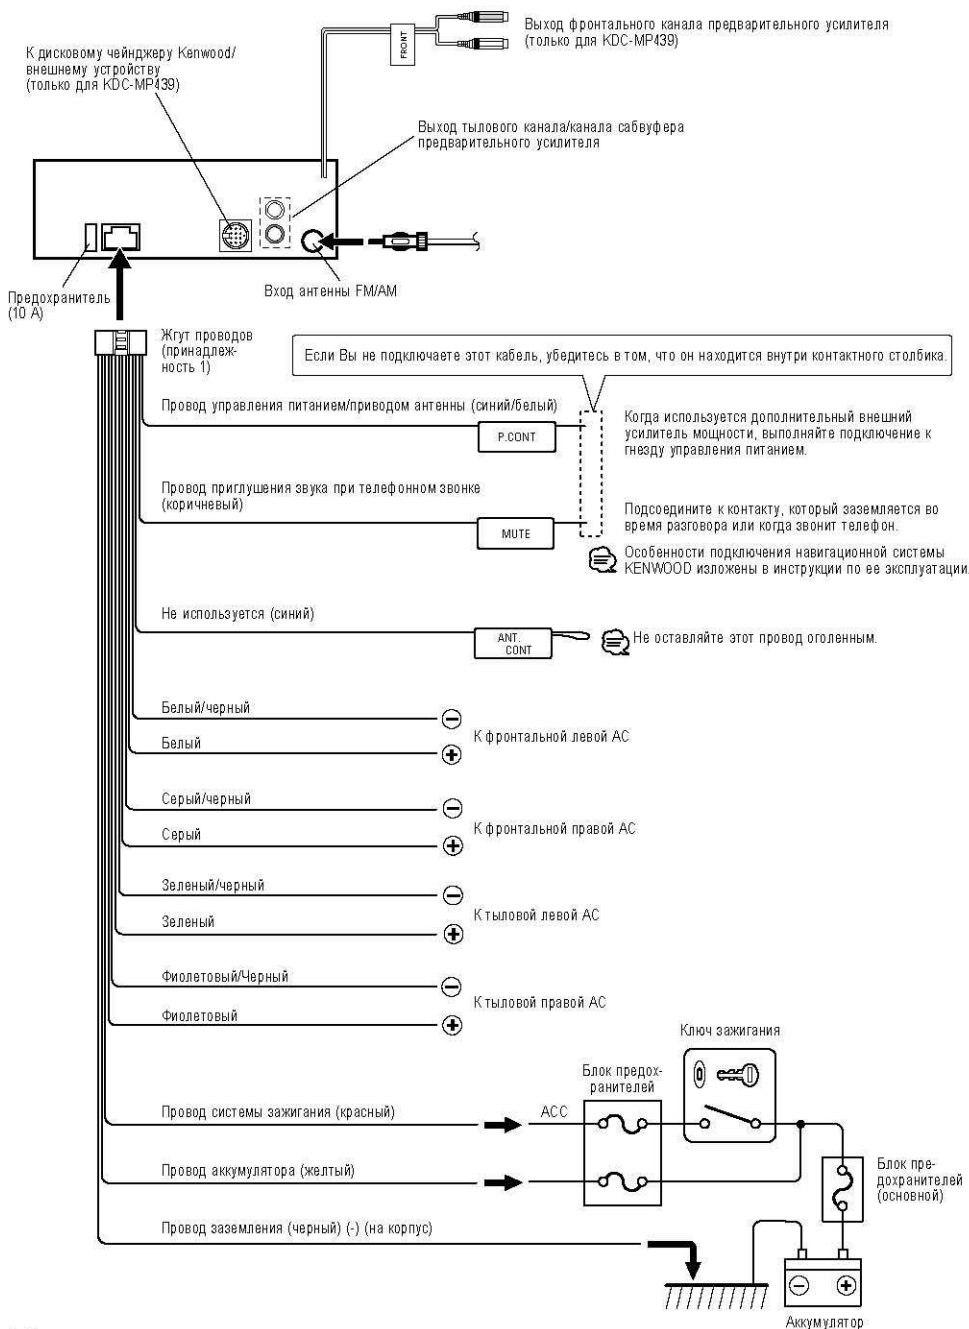 Выход фронтального канала предварительного усилителя
(только для KDC-MP439)
FRONT
К дисковому чейнджеру Kenwood/
внешнему устройству
(только для KDC-MP439)
Выход тылового канала/канала сабвуфера
предварительного усилителя
Вход антенны FM/AM
Предохранитель
(10 А)
Жгут проводов
(принадлеж-
ность 1)
Если Вы не подключаете этот кабель, убедитесь в том, что он находится внутри контактного столбика.
Провод управления питанием/приводом антенны (синий/белый)
P.CONT
Когда используется дополнительный внешний
усилитель мощности, выполняйте подключение к
гнезду управления питанием.
Провод приглушения звука при телефонном звонке
(коричневый)
MUTE
Подсоедините к контакту, который заземляется во
время разговора или когда звонит телефон.
Особенности подключения навигационной системы
KENWOOD изложены в инструкции по ее эксплуатации.
Не используется (синий)
ANT.
CONT
Не оставляйте этот провод оголенным.
Белый/черный
Белый
К фронтальной левой АС
Серый/черный
Серый
К фронтальной правой АС
Зеленый/черный
Зеленый
К тыловой левой АС
Фиолетовый/Черный
Фиолетовый
К тыловой правой АС
Ключ зажигания
Блок предох-
ранителей
Провод системы зажигания (красный)
ACC
Провод аккумулятора (желтый)
Блок пре-
дохранителей
(основной)
Провод заземления (черный) (-) (на корпус)
Аккумулятор